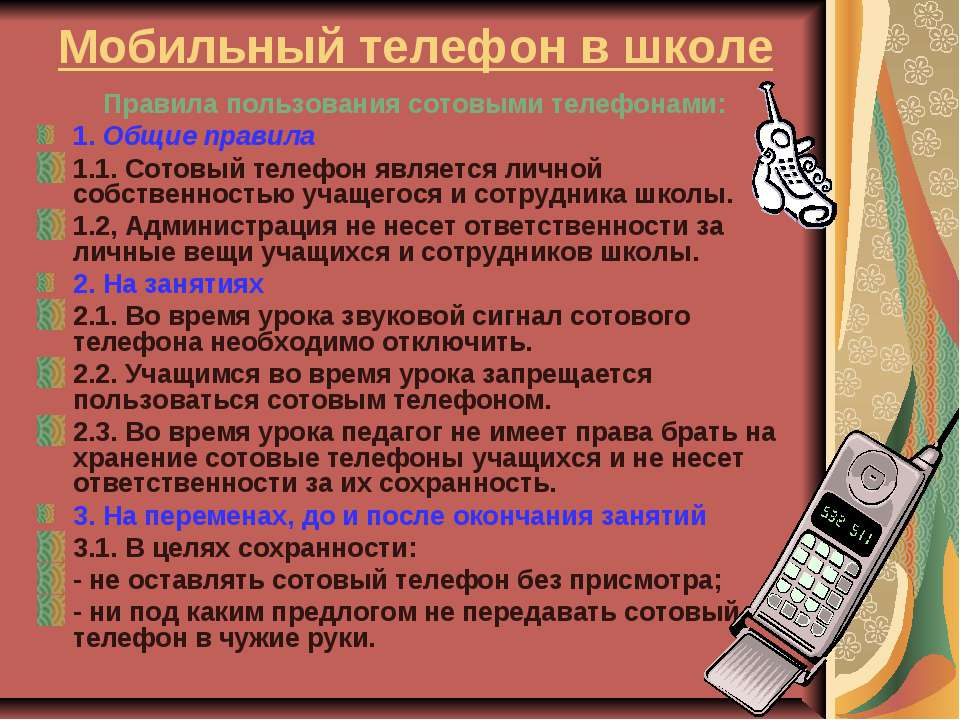 Мобильный телефон в школе
Правила пользования сотовыми телефонами:
1. Общие правила
1.1. Сотовый телефон является личной
собственностью учащегося и сотрудника школы.
1.2, Администрация не несет ответственности за
личные вещи учащихся и сотрудников школы.
2. На занятиях
2.1. Во время урока звуковой сигнал сотового
телефона необходимо отключить.
2.2. Учащимся во время урока запрещается
пользоваться сотовым телефоном.
2.3. Во время урока педагог не имеет права брать на
хранение сотовые телефоны учащихся и не несет
ответственности за их сохранность.
3. На переменах, до и после окончания занятий
3.1. В целях сохранности:
- не оставлять сотовый телефон без присмотра;
- ни под каким предлогом не передавать сотовый
телефон в чужие руки.